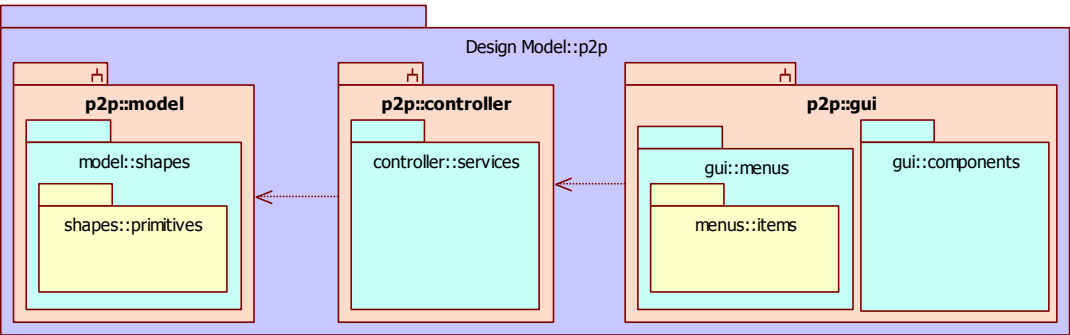 Design Model::p2p
p2p::model
p2p::controller
p2p::gui
model::shapes
controller::services
gui::menus
gui::components
shapes::primitives
menus::items